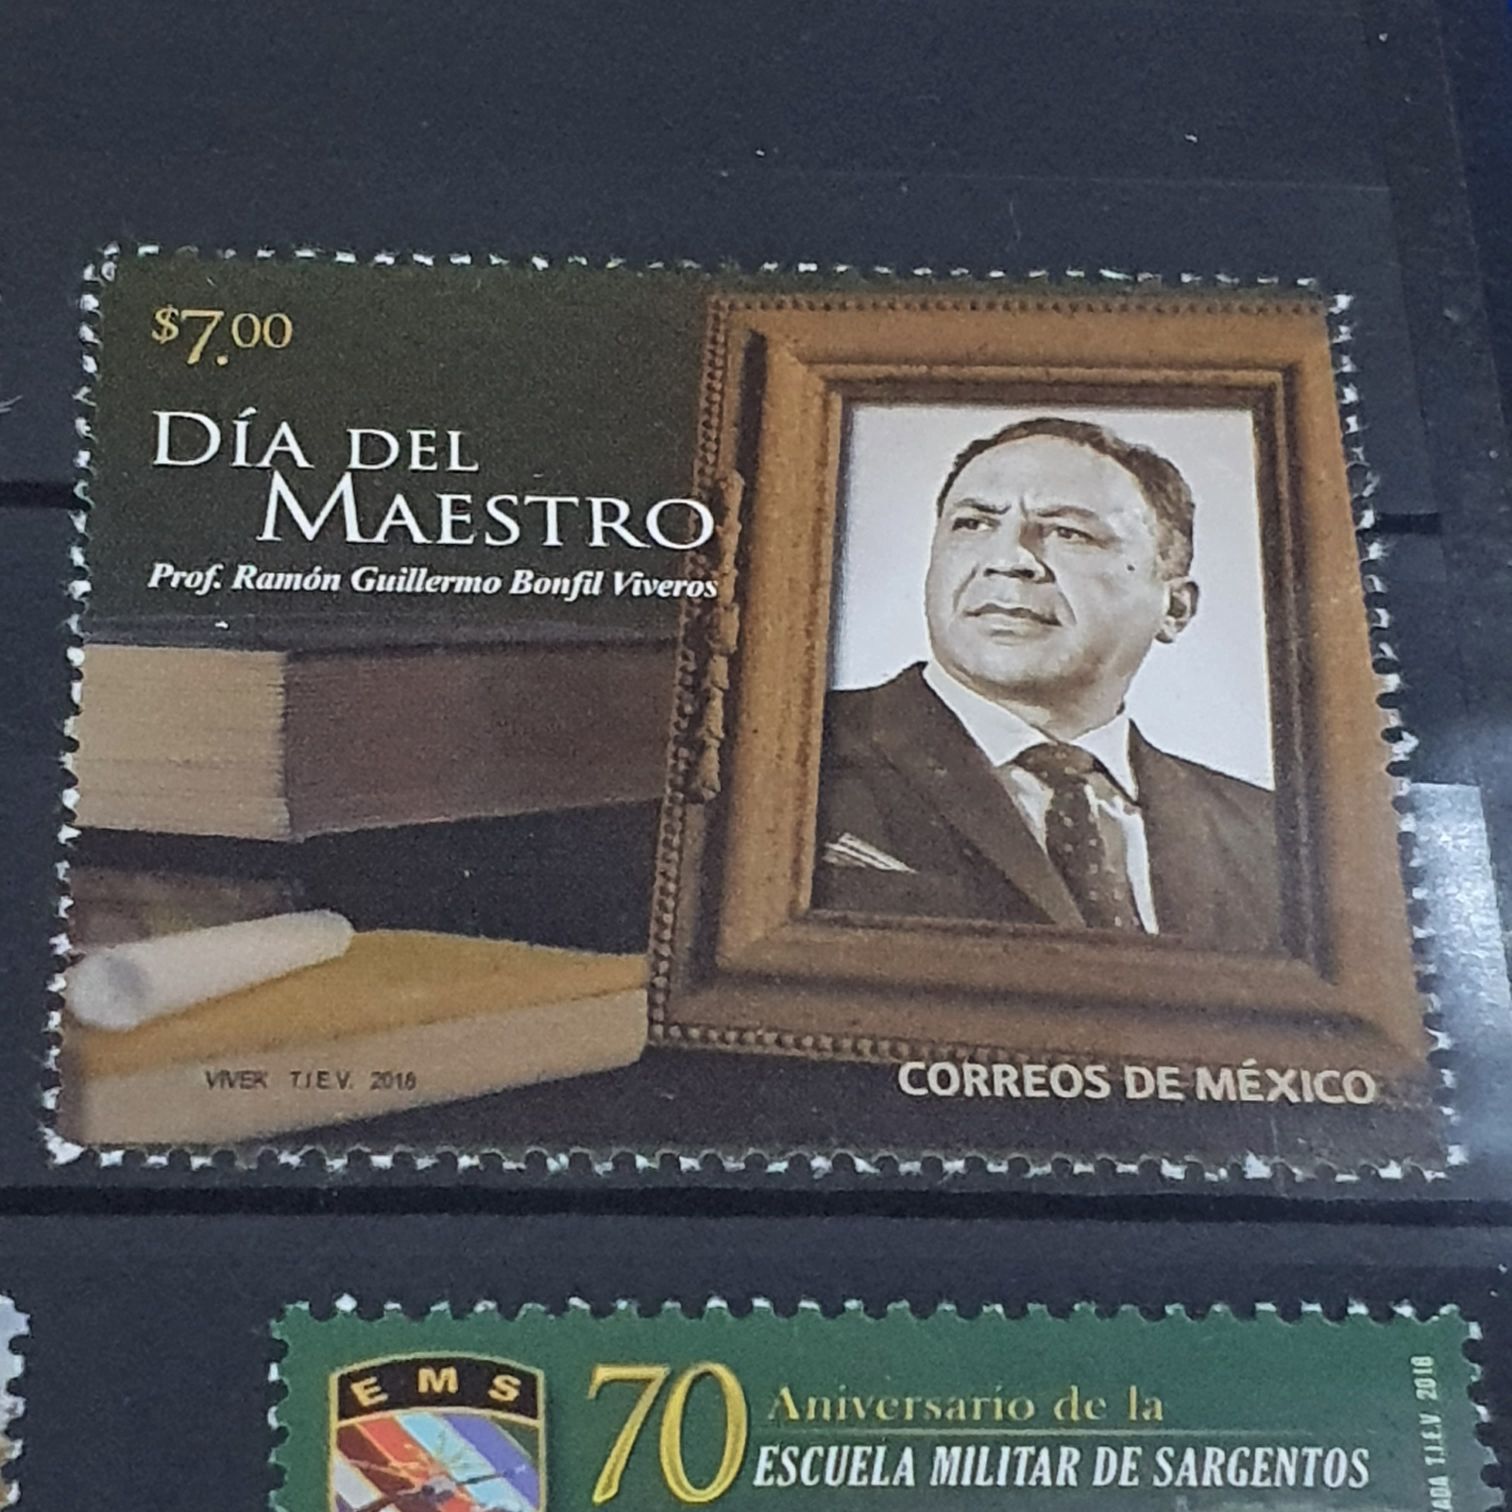 $7.00
DÍA DEL
MAESTRO
Prof. Ramón Guillermo Bonfil Viveros
VIVEK T.I.E.V. 2018
CORREOS DE MÉXICO
EMS
70
Aniversario de la
ESCUELA MILITAR DE SARGENTOS
T.I.E.V. 2018